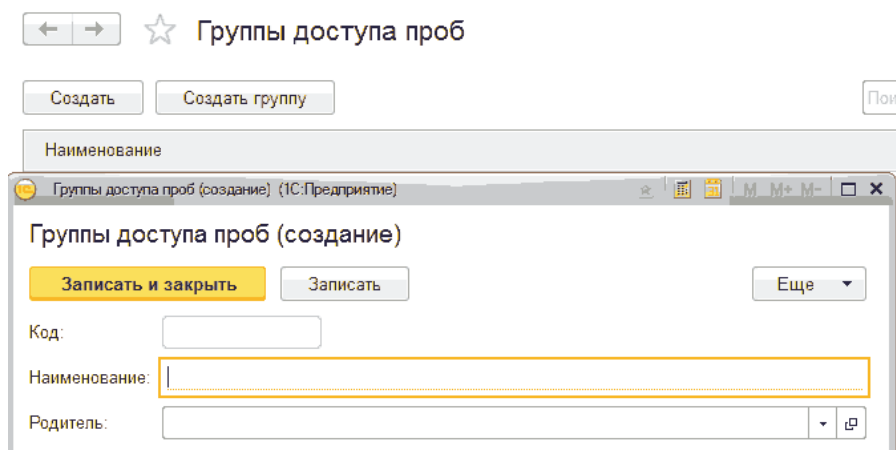 Группы доступа проб
Создать Создать группу Пои
Наименование
1С Группы доступа проб (создание) (1С:Предприятие) M M+ M-
Группы доступа проб (создание)
Записать и закрыть Записать Еще
Код:
Наименование:
Родитель: